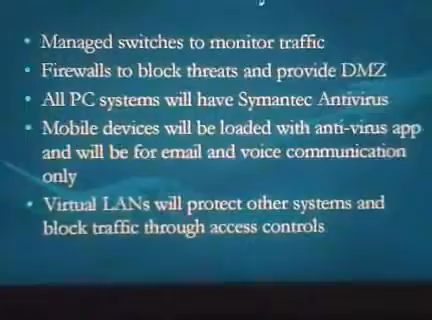 • Managed switches to monitor traffic
• Firewalls to block threats and provide DMZ
• All PC systems will have Symantec Antivirus
• Mobile devices will be loaded with anti-virus app
and will be for email and voice communication
only
• Virtual LANs will protect other systems and
block traffic through access controls